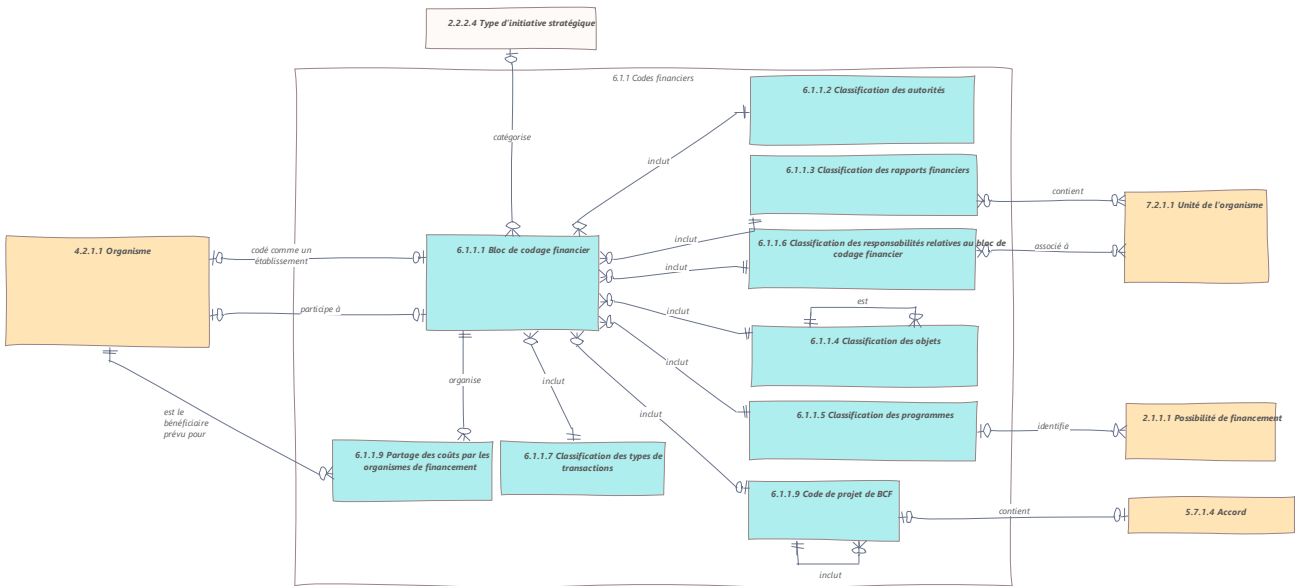 2.2.2.4 Type d'initiative stratégique
6.1.1 Codes financiers
6.1.1.2 Classification des autorités
catégorise
inclut
6.1.1.3 Classification des rapports financiers
contient
7.2.1.1 Unité de l'organisme
4.2.1.1 Organisme
codé comme un
établissement
6.1.1.1 Bloc de codage financier
inclut
6.1.1.6 Classification des responsabilités relatives au bloc de
codage financier
associé à
inclut
participe à
est
inclut
6.1.1.4 Classification des objets
inclut
organise
inclut
est le
bénéficiaire
prévu pour
inclut
6.1.1.5 Classification des programmes
identifie
2.1.1.1 Possibilité de financement
6.1.1.9 Partage des coûts par les
organismes de financement
6.1.1.7 Classification des types de
transactions
6.1.1.9 Code de projet de BCF
contient
5.7.1.4 Accord
inclut